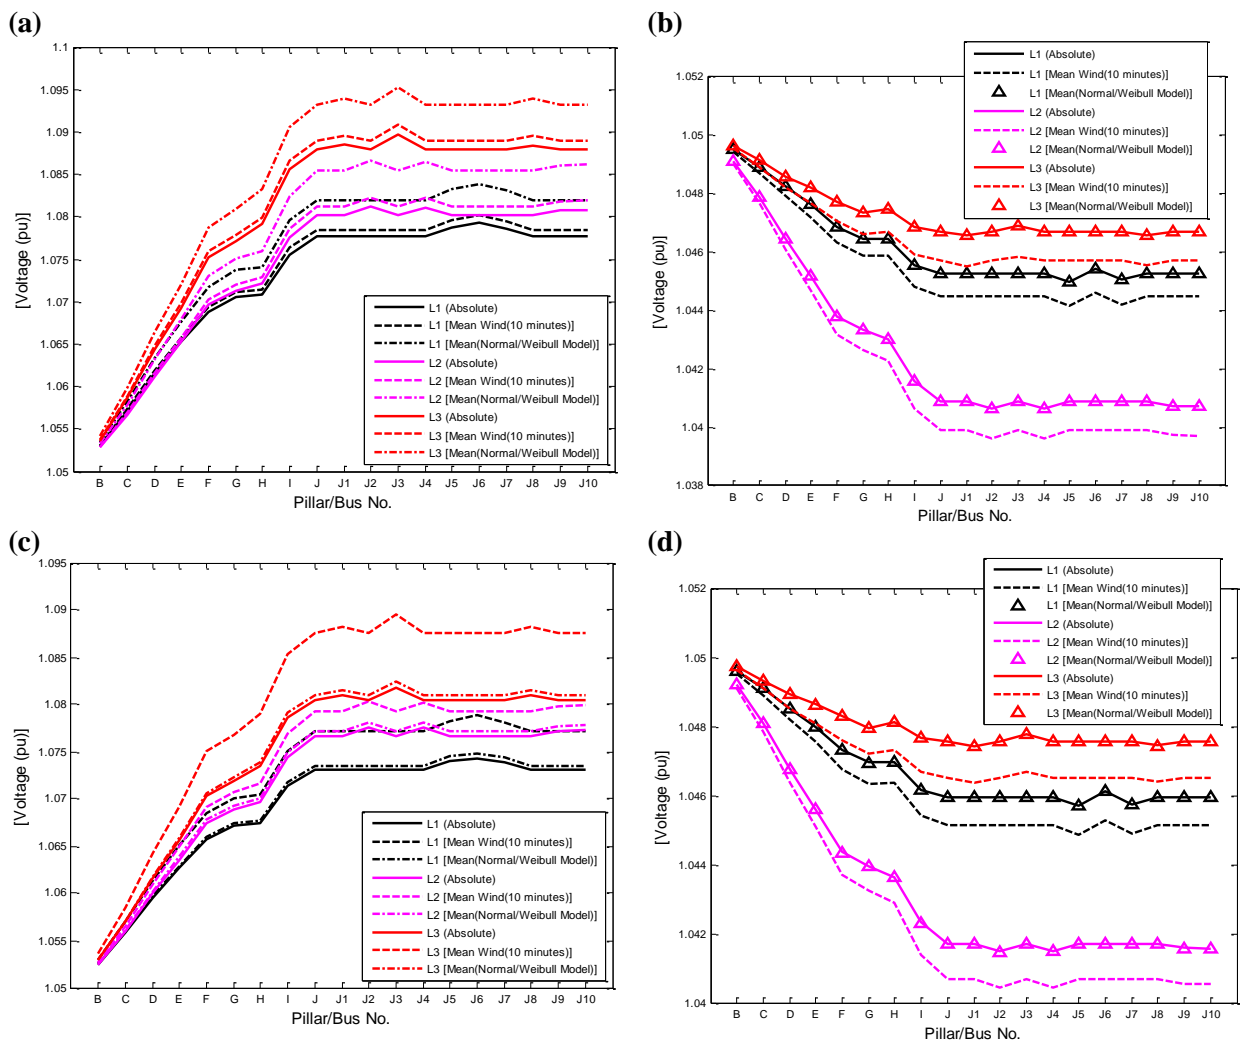 (a)
1.1
1.095
1.09
1.085
1.08
1.075
1.07
1.065
1.06
1.055
1.05
[Voltage (pu)]
L1 (Absolute)
L1 [Mean Wind(10 minutes)]
L1 [Mean(Normal/Weibull Model)]
L2 (Absolute)
L2 [Mean Wind(10 minutes)]
L2 [Mean(Normal/Weibull Model)]
L3 (Absolute)
L3 [Mean Wind(10 minutes)]
L3 [Mean(Normal/Weibull Model)]
B C D E F G H I J J1 J2 J3 J4 J5 J6 J7 J8 J9 J10
Pillar/Bus No.
(b)
1.052
1.05
1.048
1.046
1.044
1.042
1.04
1.038
[Voltage (pu)]
L1 (Absolute)
L1 [Mean Wind(10 minutes)]
L1 [Mean(Normal/Weibull Model)]
L2 (Absolute)
L2 [Mean Wind(10 minutes)]
L2 [Mean(Normal/Weibull Model)]
L3 (Absolute)
L3 [Mean Wind(10 minutes)]
L3 [Mean(Normal/Weibull Model)]
B C D E F G H I J J1 J2 J3 J4 J5 J6 J7 J8 J9 J10
Pillar/Bus No.
(c)
1.095
1.09
1.085
1.08
1.075
1.07
1.065
1.06
1.055
1.05
[Voltage (pu)]
L1 (Absolute)
L1 [Mean Wind(10 minutes)]
L1 [Mean(Normal/Weibull Model)]
L2 (Absolute)
L2 [Mean Wind(10 minutes)]
L2 [Mean(Normal/Weibull Model)]
L3 (Absolute)
L3 [Mean Wind(10 minutes)]
L3 [Mean(Normal/Weibull Model)]
B C D E F G H I J J1 J2 J3 J4 J5 J6 J7 J8 J9 J10
Pillar/Bus No.
(d)
1.052
1.05
1.048
1.046
1.044
1.042
1.04
[Voltage (pu)]
L1 (Absolute)
L1 [Mean Wind(10 minutes)]
L1 [Mean(Normal/Weibull Model)]
L2 (Absolute)
L2 [Mean Wind(10 minutes)]
L2 [Mean(Normal/Weibull Model)]
L3 (Absolute)
L3 [Mean Wind(10 minutes)]
L3 [Mean(Normal/Weibull Model)]
B C D E F G H I J J1 J2 J3 J4 J5 J6 J7 J8 J9 J10
Pillar/Bus No.